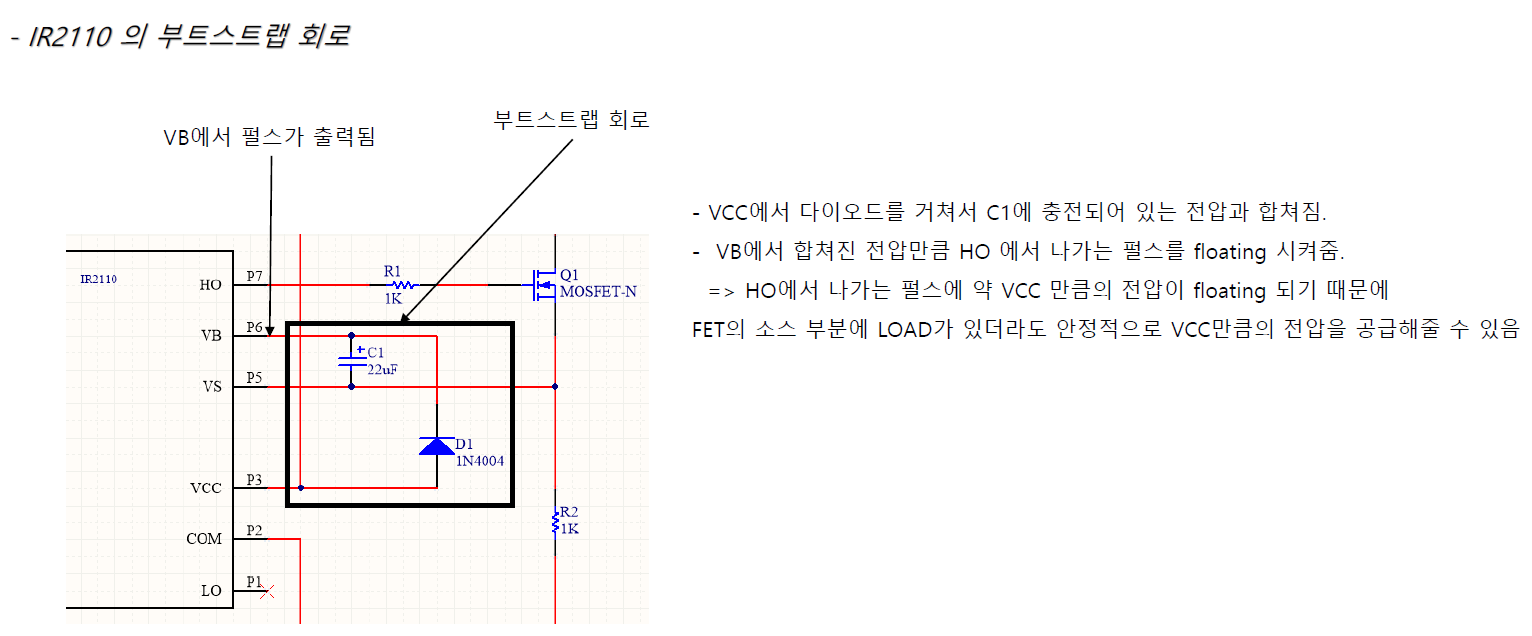 - IR2110 의 부트스트랩 회로
부트스트랩 회로
VB에서 펄스가 출력됨
- VCC에서 다이오드를 거쳐서 C1에 충전되어 있는 전압과 합쳐짐.
- VB에서 합쳐진 전압만큼 HO 에서 나가는 펄스를 floating 시켜줌.
=> HO에서 나가는 펄스에 약 VCC 만큼의 전압이 floating 되기 때문에
FET의 소스 부분에 LOAD가 있더라도 안정적으로 VCC만큼의 전압을 공급해줄 수 있음
IR2110
HO
P7
R1
1K
Q1
MOSFET-N
VB
P6
C1
22uF
VS
P5
D1
1N4004
VCC
P3
R2
1K
COM
P2
LO
P1